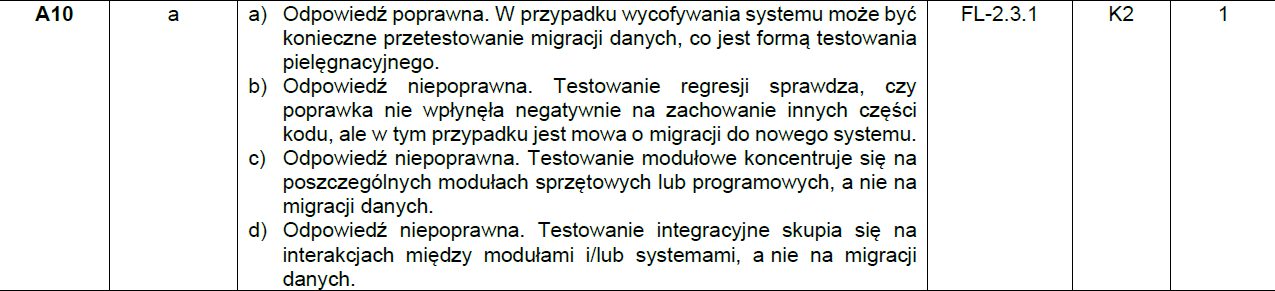 A10 a a) Odpowiedź poprawna. W przypadku wycofywania systemu może być FL-2.3.1 K2 1
konieczne przetestowanie migracji danych, co jest formą testowania
pielęgnacyjnego.
b) Odpowiedź niepoprawna. Testowanie regresji sprawdza, czy
poprawka nie wpłynęła negatywnie na zachowanie innych części
kodu, ale w tym przypadku jest mowa o migracji do nowego systemu.
c) Odpowiedź niepoprawna. Testowanie modułowe koncentruje się na
poszczególnych modułach sprzętowych lub programowych, a nie na
migracji danych.
d) Odpowiedź niepoprawna. Testowanie integracyjne skupia się na
interakcjach między modułami i/lub systemami, a nie na migracji
danych.